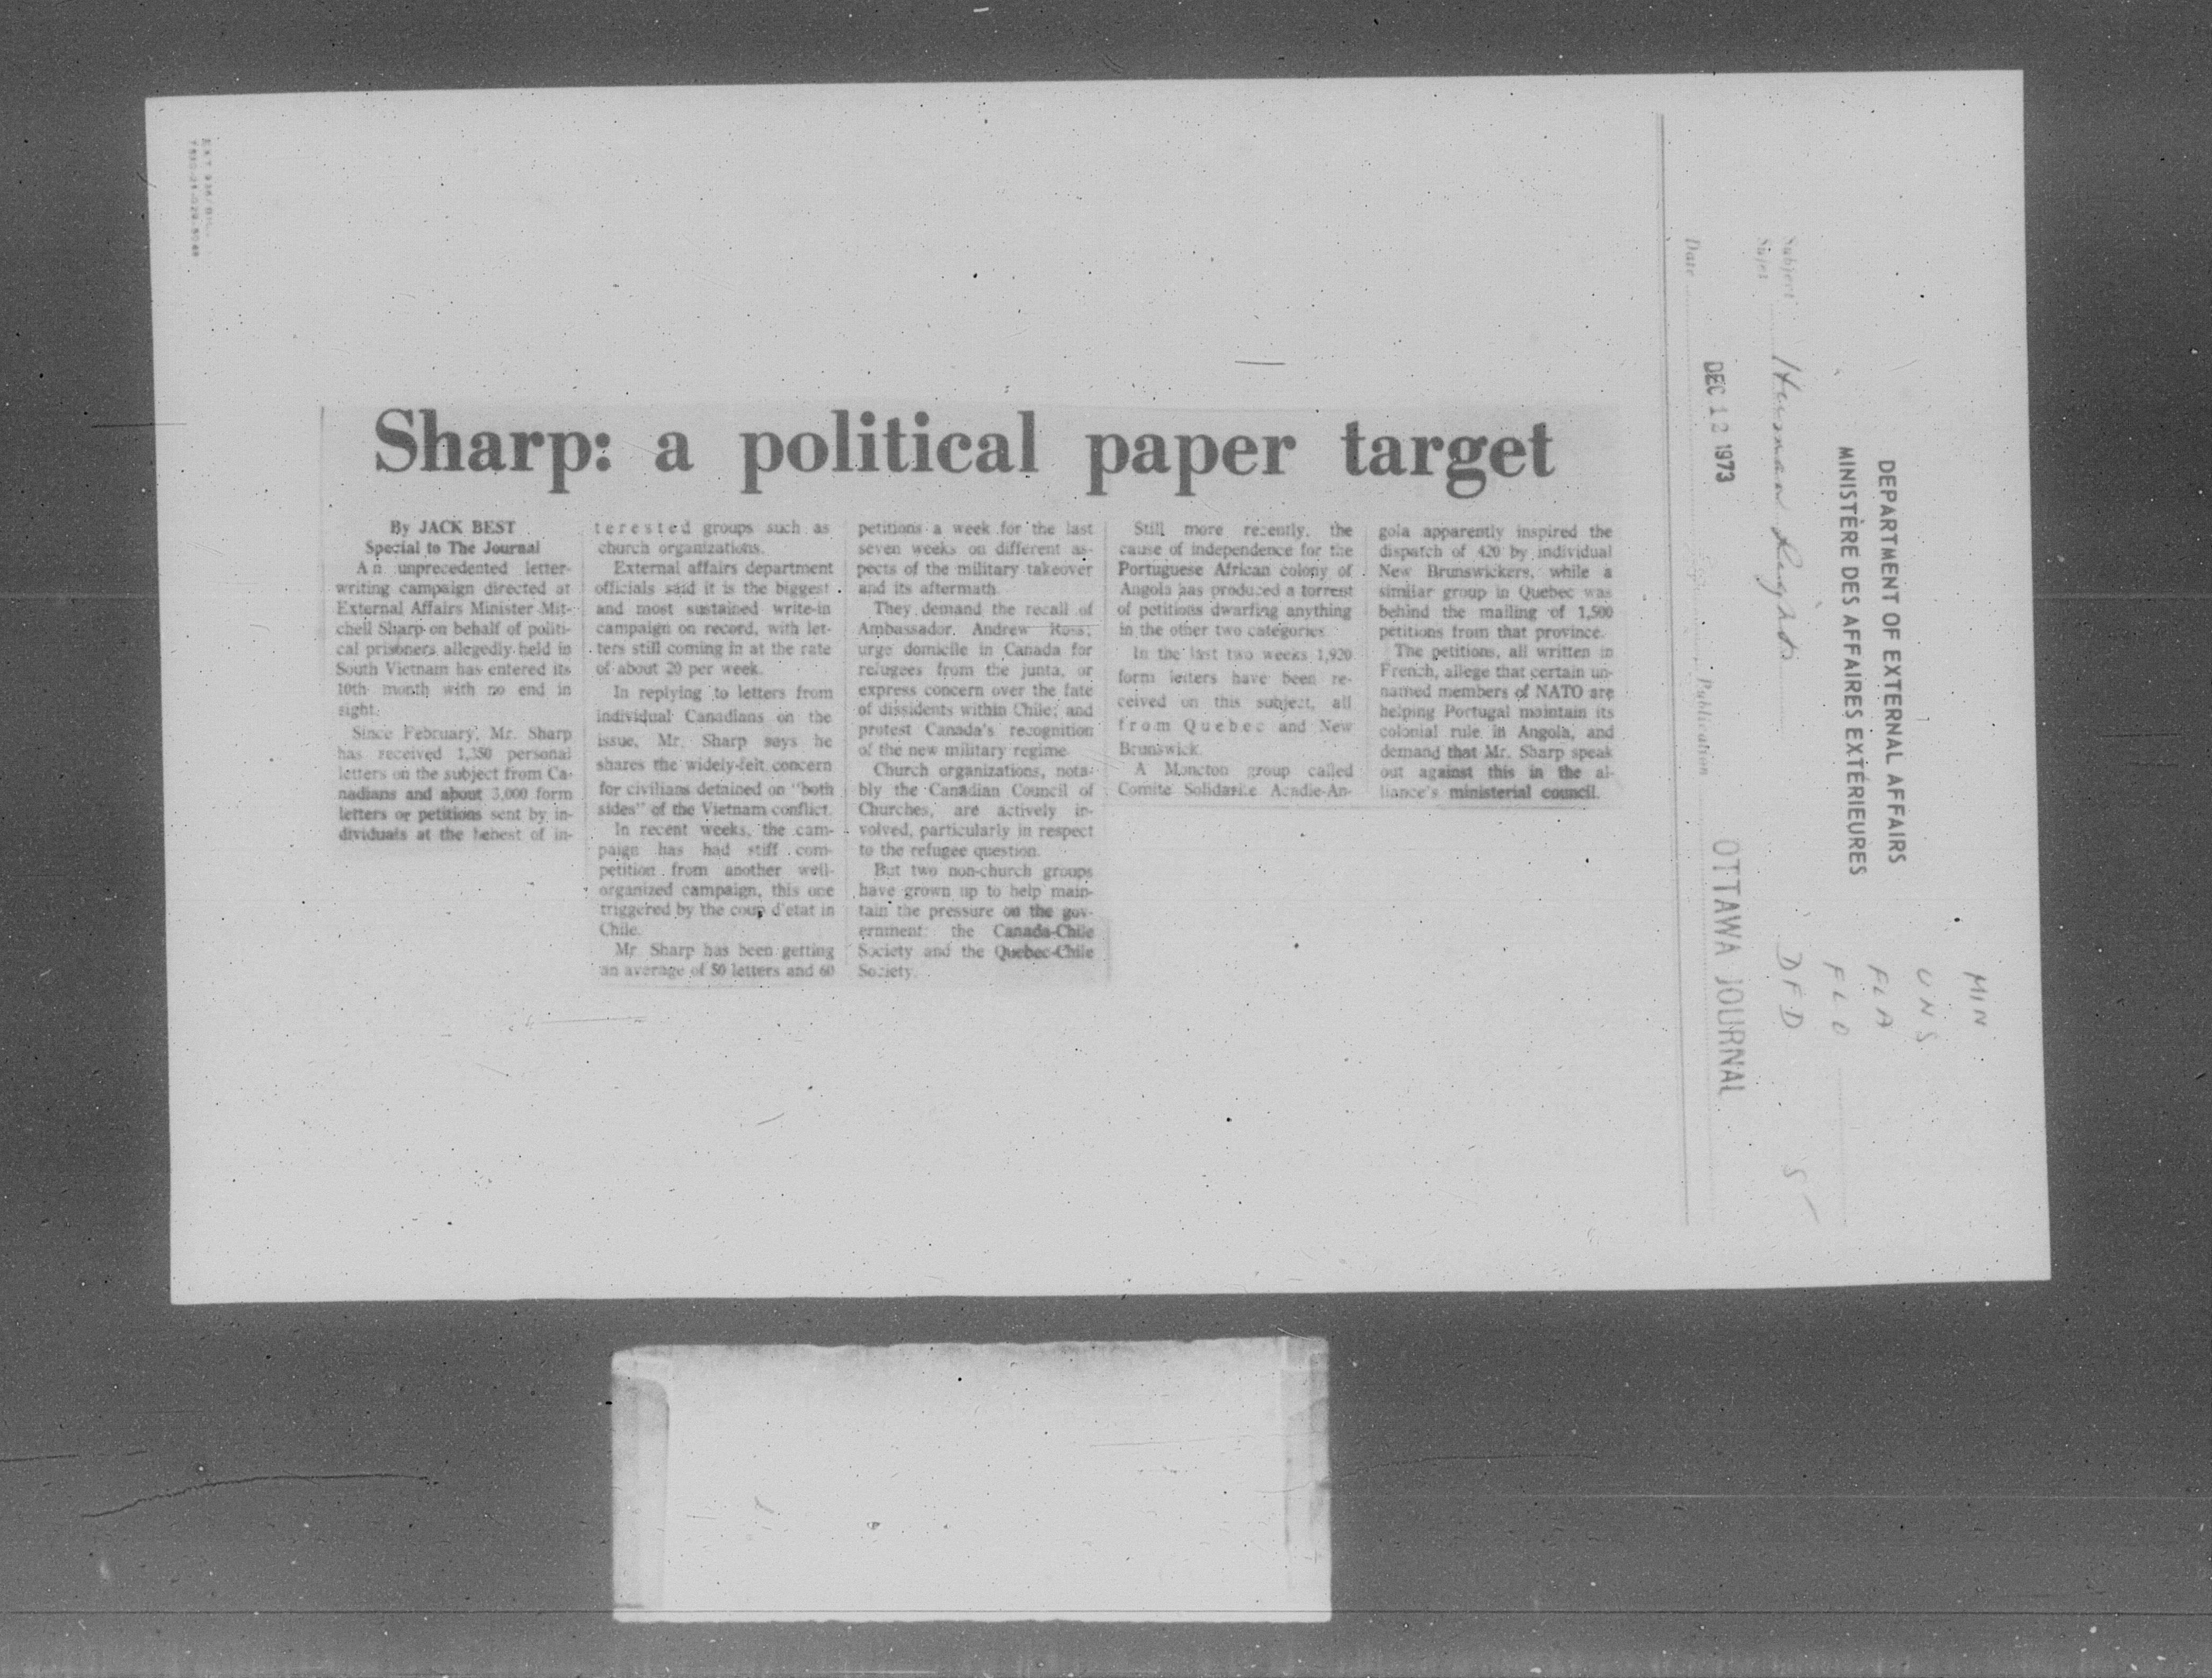 DEPARTMENT OF EXTERNAL AFFAIRS
MINISTÈRE DES AFFAIRES EXTÉRIEURES
MIN
UNS
FLA
FLO
DFD
Subject
Sujet
Human Rights
Date
DEC 12 1973
Publication
OTTAWA JOURNAL
Sharp: a political paper target
By JACK BEST
Special to The Journal
An unprecedented letter-
writing campaign directed at
External Affairs Minister Mit-
chell Sharp on behalf of politi-
cal prisoners allegedly held in
South Vietnam has entered its
10th month with no end in
sight.
Since February, Mr. Sharp
has received 1,350 personal
letters on the subject from Ca-
nadians and about 3,000 form
letters or petitions sent by in-
dividuals at the behest of in-
terested groups such as
church organizations.
External affairs department
officials said it is the biggest
and most sustained write-in
campaign on record, with let-
ters still coming in at the rate
of about 20 per week.
In replying to letters from
individual Canadians on the
issue, Mr. Sharp says he
shares the widely-felt concern
for civilians detained on "both
sides" of the Vietnam conflict.
In recent weeks, the cam-
paign has had stiff com-
petition from another well-
organized campaign, this one
triggered by the coup d'etat in
Chile.
Mr Sharp has been getting
an average of 50 letters and 60
petitions a week for the last
seven weeks on different as-
pects of the military takeover
and its aftermath.
They demand the recall of
Ambassador Andrew Ross;
urge domicile in Canada for
refugees from the junta, or
express concern over the fate
of dissidents within Chile; and
protest Canada's recognition
of the new military regime.
Church organizations, nota-
bly the Canadian Council of
Churches, are actively in-
volved, particularly in respect
to the refugee question.
But two non-church groups
have grown up to help main-
tain the pressure on the gov-
ernment: the Canada-Chile
Society and the Quebec-Chile
Society.
Still more recently, the
cause of independence for the
Portuguese African colony of
Angola has produced a torrent
of petitions dwarfing anything
in the other two categories.
In the last two weeks 1,920
form letters have been re-
ceived on this subject, all
from Quebec and New
Brunswick.
A Moncton group called
Comite Solidarite Acadie-An-
gola apparently inspired the
dispatch of 420 by individual
New Brunswickers, while a
similar group in Quebec was
behind the mailing of 1,500
petitions from that province.
The petitions, all written in
French, allege that certain un-
named members of NATO are
helping Portugal maintain its
colonial rule in Angola, and
demand that Mr. Sharp speak
out against this in the al-
liance's ministerial council.